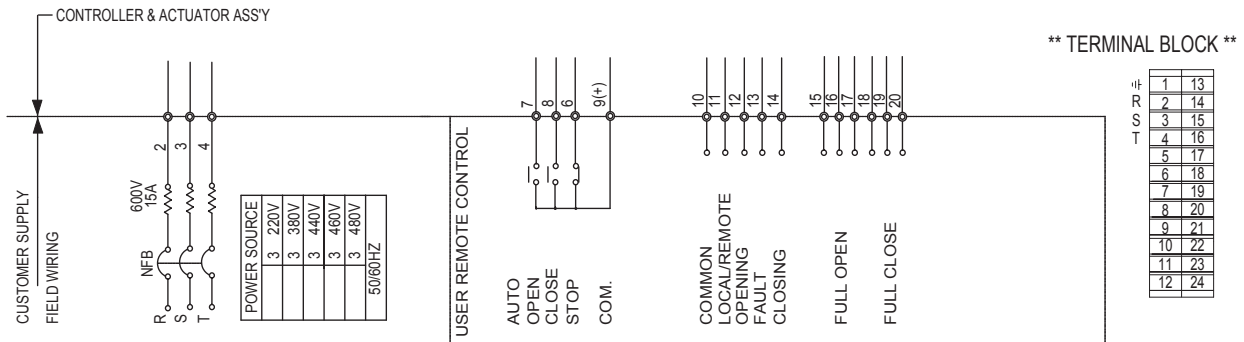 CONTROLLER & ACTUATOR ASS'Y
** TERMINAL BLOCK **
CUSTOMER SUPPLY
FIELD WIRING
2
3
4
600V
15A
NFB
R
S
T
POWER SOURCE
3 220V
3 380V
3 440V
3 460V
3 480V
50/60HZ
USER REMOTE CONTROL
7
8
6
9(+)
AUTO
OPEN
CLOSE
STOP
COM.
10
11
12
13
14
COMMON
LOCAL/REMOTE
OPENING
FAULT
CLOSING
15
16
17
18
19
20
FULL OPEN
FULL CLOSE
1 13
R 2 14
S 3 15
T 4 16
5 17
6 18
7 19
8 20
9 21
10 22
11 23
12 24